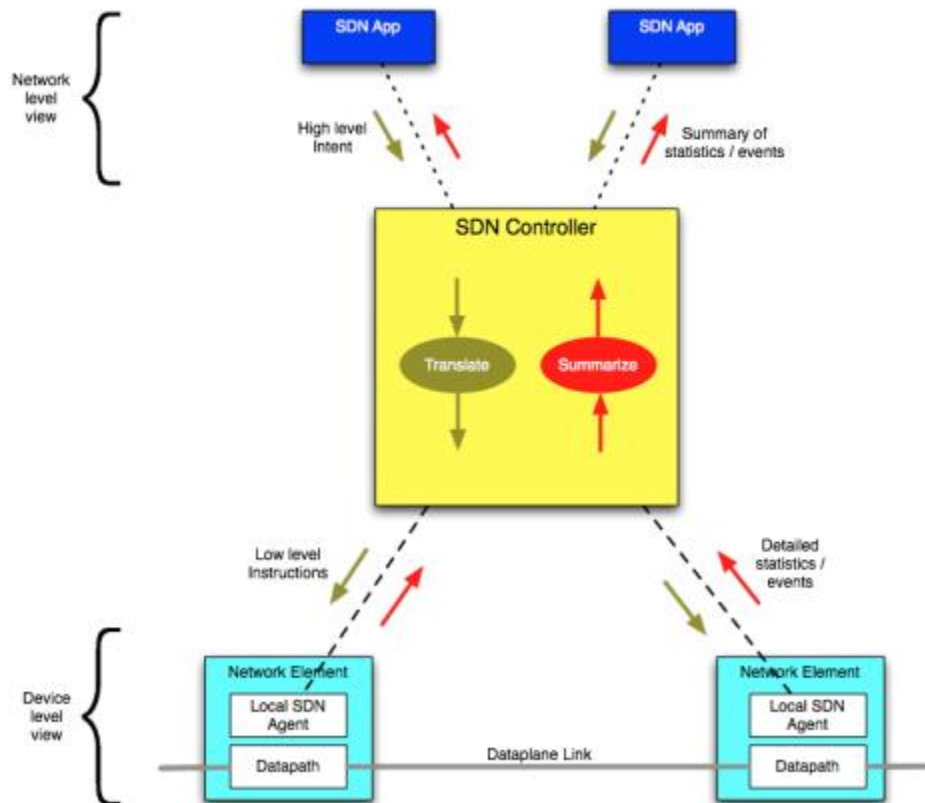 SDN App
SDN App
Network
level
view
High level
Intent
Summary of
statistics / events
SDN Controller
Translate
Summarize
Low level
Instructions
Detailed
statistics /
events
Device
level
view
Network Element
Local SDN
Agent
Datapath
Dataplane Link
Network Element
Local SDN
Agent
Datapath